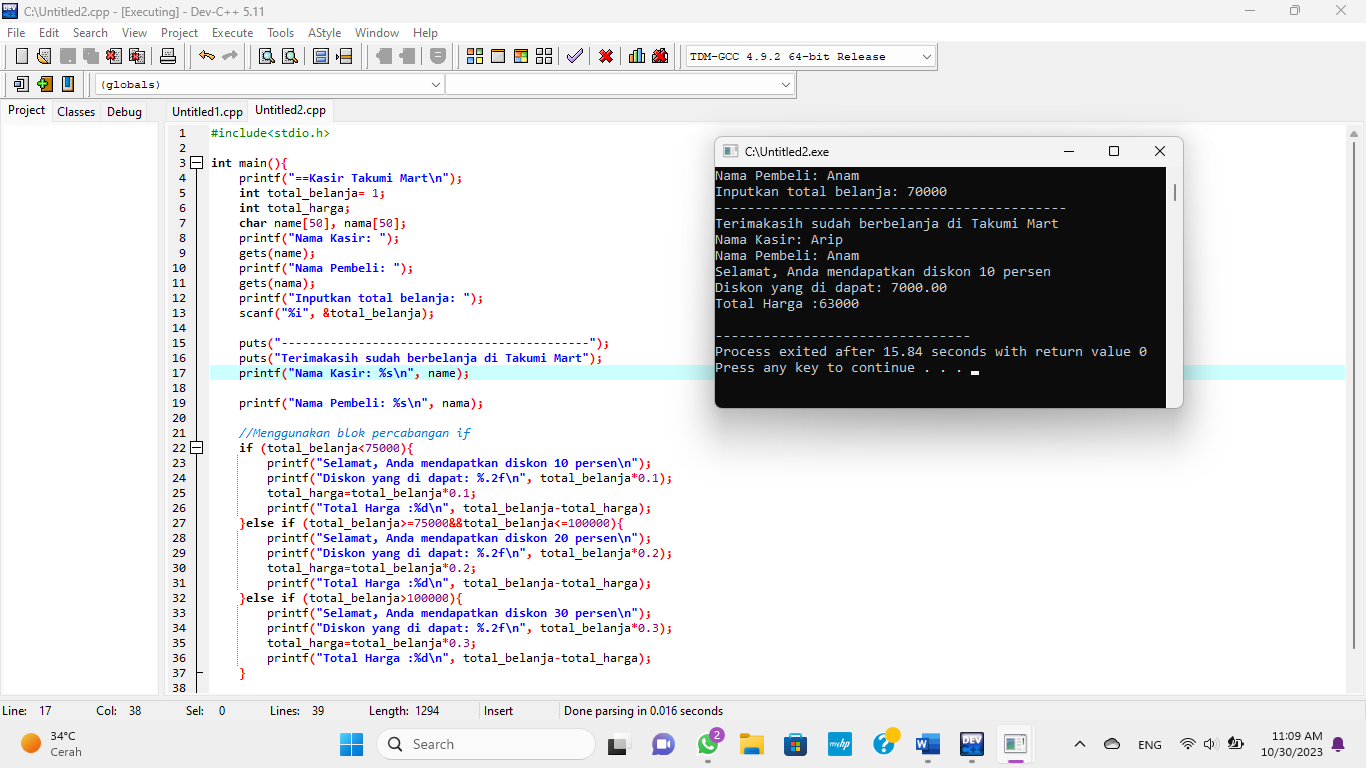 C:\Untitled2.cpp - [Executing] - Dev-C++ 5.11
File Edit Search View Project Execute Tools AStyle Window Help
TDM-GCC 4.9.2 64-bit Release
(globals)
Project Classes Debug
Untitled1.cpp Untitled2.cpp
1 #include<stdio.h>
2
3 int main(){
4 printf("==Kasir Takumi Mart\n");
5 int total_belanja= 1;
6 int total_harga;
7 char name[50], nama[50];
8 printf("Nama Kasir: ");
9 gets(name);
10 printf("Nama Pembeli: ");
11 gets(nama);
12 printf("Inputkan total belanja: ");
13 scanf("%i", &total_belanja);
14
15 puts("--------------------------------------------");
16 puts("Terimakasih sudah berbelanja di Takumi Mart");
17 printf("Nama Kasir: %s\n", name);
18
19 printf("Nama Pembeli: %s\n", nama);
20
21 //Menggunakan blok percabangan if
22 if (total_belanja<75000){
23 printf("Selamat, Anda mendapatkan diskon 10 persen\n");
24 printf("Diskon yang di dapat: %.2f\n", total_belanja*0.1);
25 total_harga=total_belanja*0.1;
26 printf("Total Harga :%d\n", total_belanja-total_harga);
27 }else if (total_belanja>=75000&&total_belanja<=100000){
28 printf("Selamat, Anda mendapatkan diskon 20 persen\n");
29 printf("Diskon yang di dapat: %.2f\n", total_belanja*0.2);
30 total_harga=total_belanja*0.2;
31 printf("Total Harga :%d\n", total_belanja-total_harga);
32 }else if (total_belanja>100000){
33 printf("Selamat, Anda mendapatkan diskon 30 persen\n");
34 printf("Diskon yang di dapat: %.2f\n", total_belanja*0.3);
35 total_harga=total_belanja*0.3;
36 printf("Total Harga :%d\n", total_belanja-total_harga);
37 }
38
C:\Untitled2.exe
Nama Pembeli: Anam
Inputkan total belanja: 70000
--------------------------------------------
Terimakasih sudah berbelanja di Takumi Mart
Nama Kasir: Arip
Nama Pembeli: Anam
Selamat, Anda mendapatkan diskon 10 persen
Diskon yang di dapat: 7000.00
Total Harga :63000
--------------------------------
Process exited after 15.84 seconds with return value 0
Press any key to continue . . .
Line: 17 Col: 38 Sel: 0 Lines: 39 Length: 1294 Insert Done parsing in 0.016 seconds
34°C
Cerah
Search
2
myhp
DEV
ENG
11:09 AM
10/30/2023